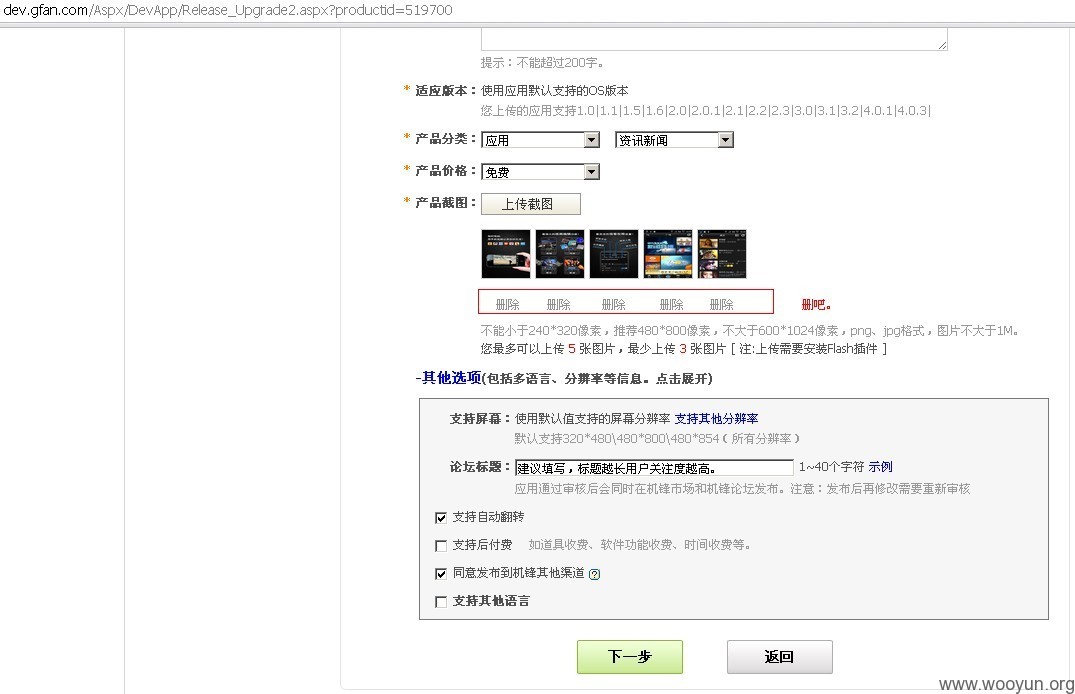 dev.gfan.com/Aspx/DevApp/Release_Upgrade2.aspx?productid=519700
提示：不能超过200字。
* 适应版本：使用应用默认支持的OS版本
您上传的应用支持1.0|1.1|1.5|1.6|2.0|2.0.1|2.1|2.2|2.3|3.0|3.1|3.2|4.0.1|4.0.3|
* 产品分类：应用 资讯新闻
* 产品价格：免费
* 产品截图：上传截图
删除 删除 删除 删除 删除 删吧。
不能小于240*320像素，推荐480*800像素，不大于600*1024像素，png、jpg格式，图片不大于1M。
您最多可以上传 5 张图片，最少上传 3 张图片 [ 注:上传需要安装Flash插件 ]
-其他选项(包括多语言、分辨率等信息。点击展开)
支持屏幕：使用默认值支持的屏幕分辨率 支持其他分辨率
默认支持320*480\480*800\480*854（所有分辨率）
论坛标题：建议填写，标题越长用户关注度越高。 1~40个字符 示例
应用通过审核后会同时在机锋市场和机锋论坛发布。注意：发布后再修改需要重新审核
支持自动翻转
支持后付费 如道具收费、软件功能收费、时间收费等。
同意发布到机锋其他渠道 ?
支持其他语言
下一步 返回
www.wooyun.org